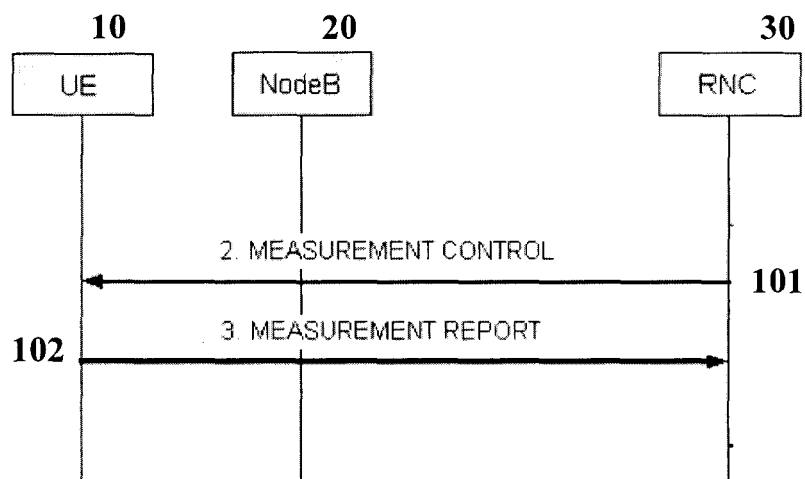 10 20 30
UE NodeB RNC
2. MEASUREMENT CONTROL
101
3. MEASUREMENT REPORT
102